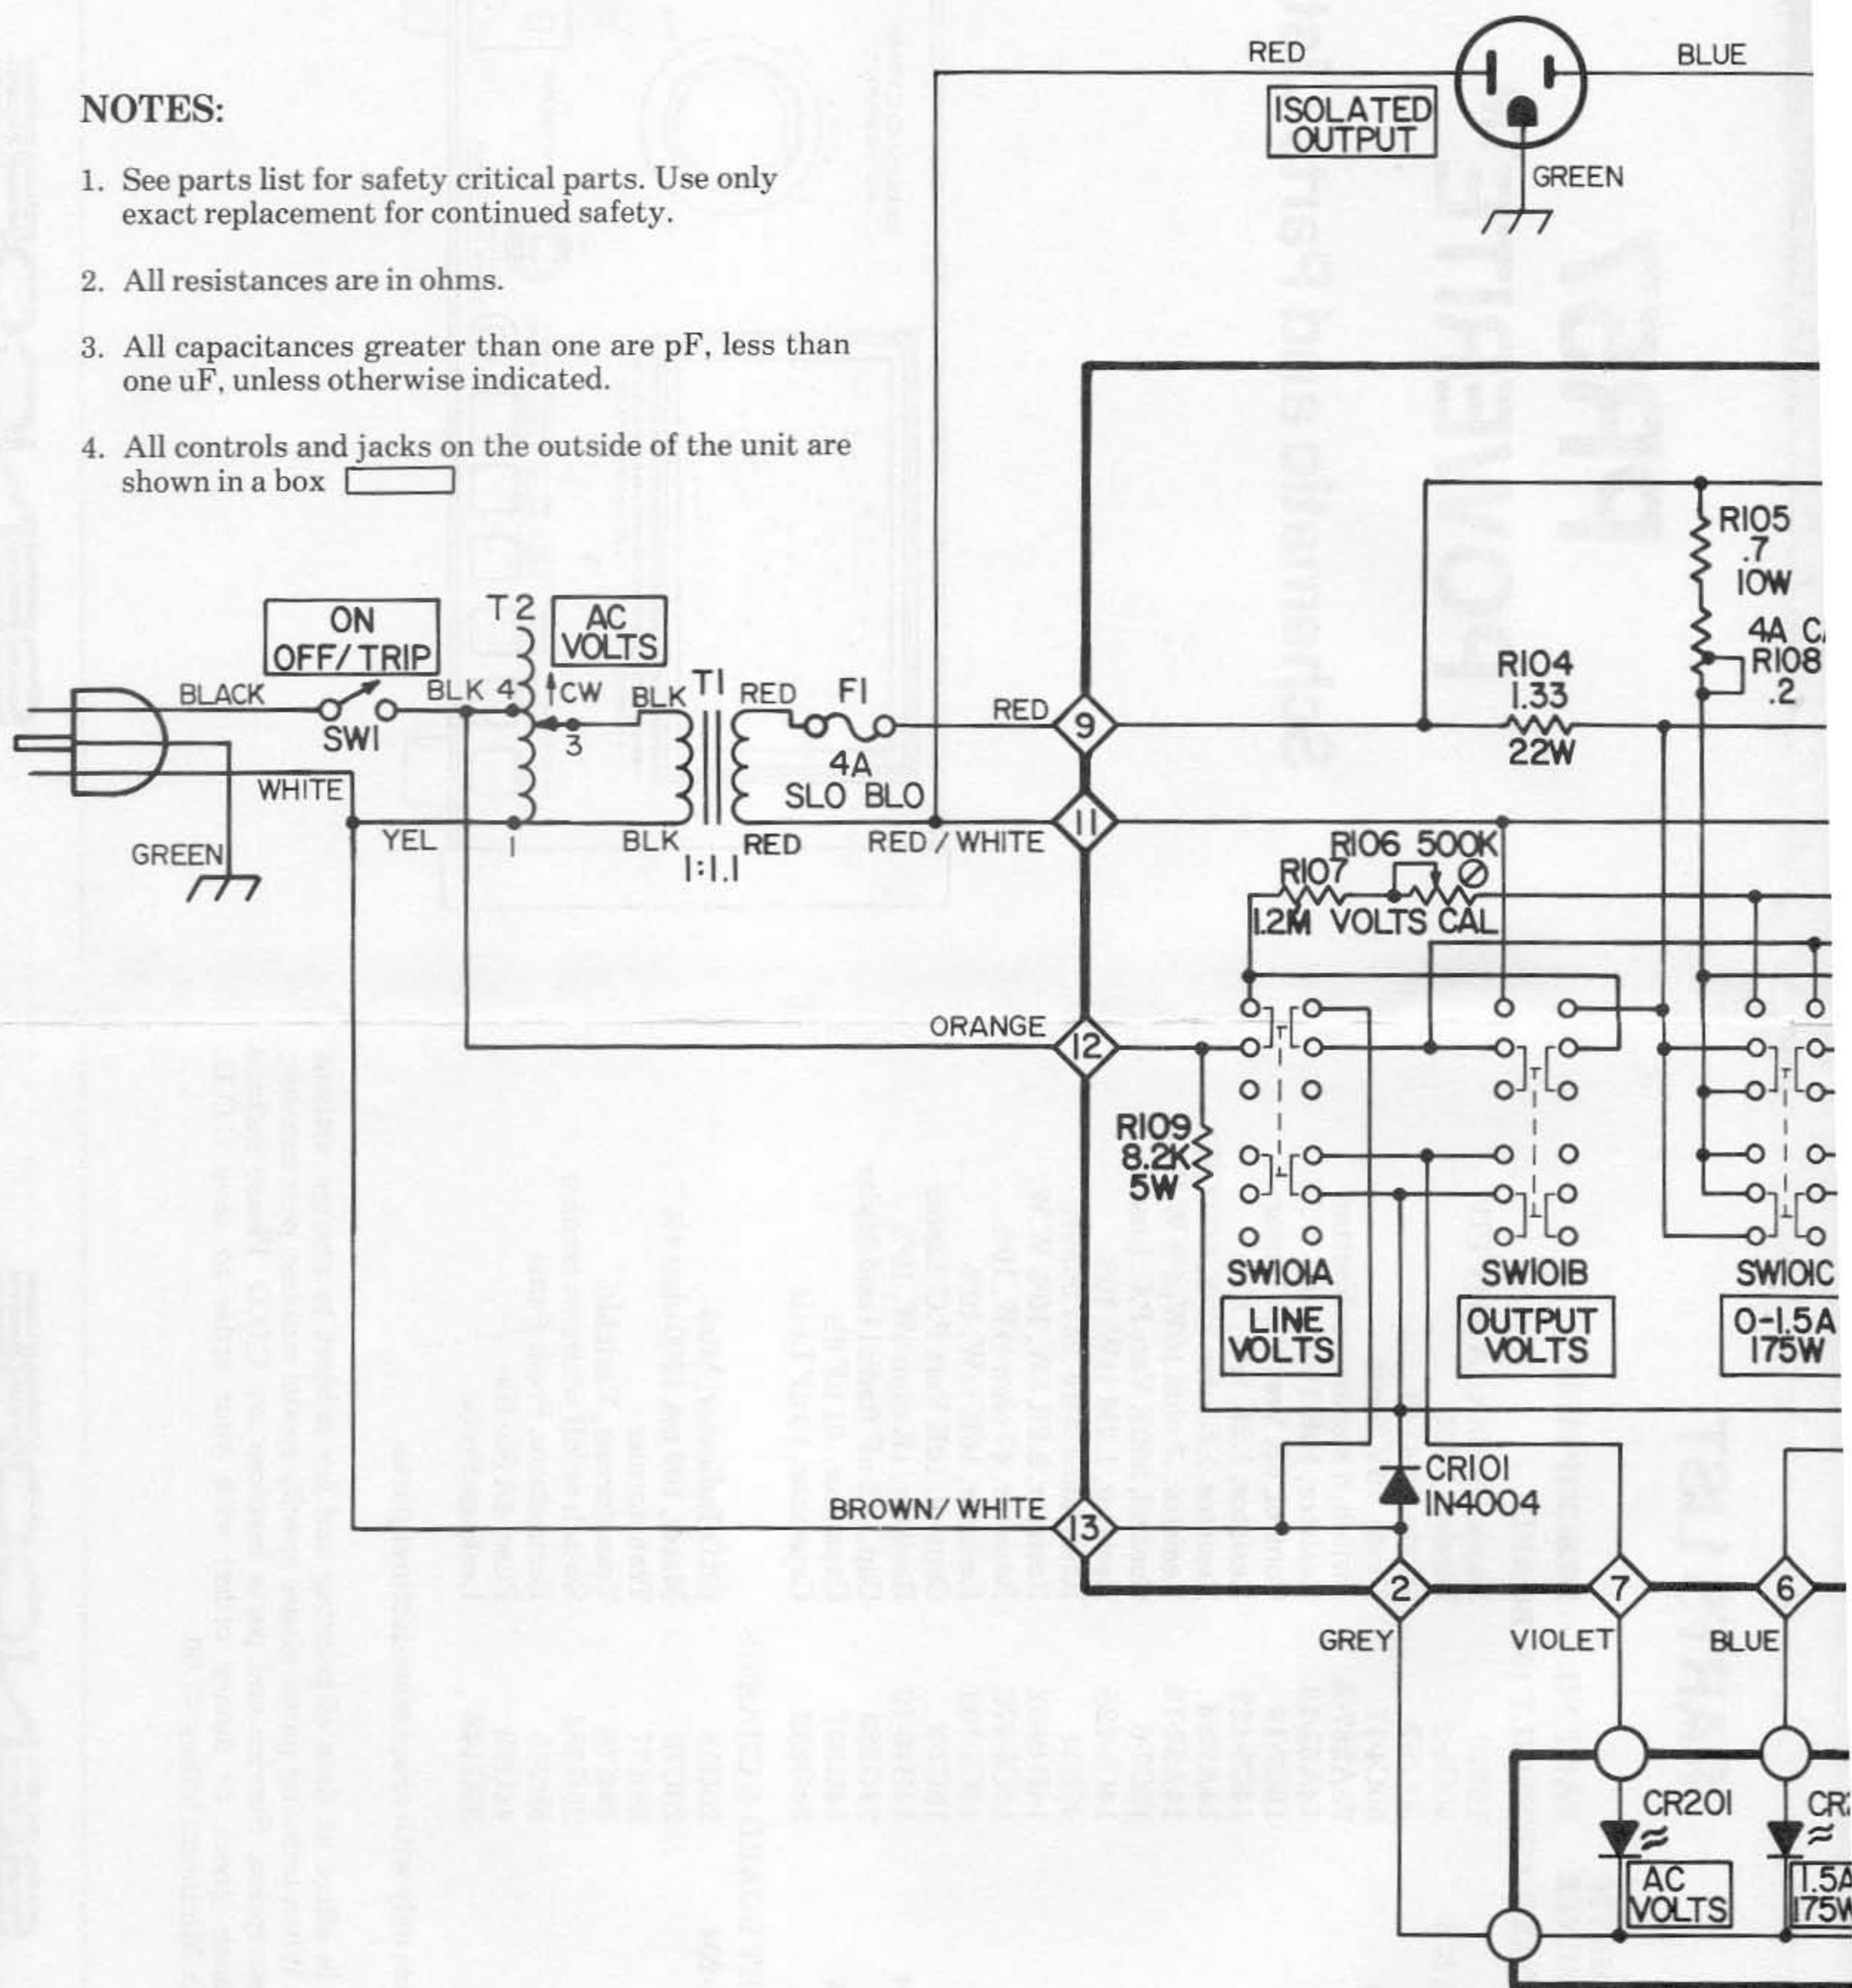 RED
BLUE
ISOLATED
OUTPUT
GREEN
NOTES:
1. See parts list for safety critical parts. Use only
exact replacement for continued safety.
2. All resistances are in ohms.
3. All capacitances greater than one are pF, less than
one uF, unless otherwise indicated.
4. All controls and jacks on the outside of the unit are
shown in a box
R105
.7
10W
4A
R108
.2
R104
1.33
22W
ON
OFF/TRIP
T2
AC
VOLTS
BLACK
SW1
BLK 4
CW
3
BLK
T1
RED
F1
4A
SLO BLO
RED
9
WHITE
GREEN
YEL
1
BLK
1:1.1
RED
RED/WHITE
11
R106 500K
R107
1.2M VOLTS CAL
ORANGE
12
R109
8.2K
5W
SW101A
LINE
VOLTS
SW101B
OUTPUT
VOLTS
SW101C
0-1.5A
175W
CR101
1N4004
BROWN/WHITE
13
2
7
6
GREY
VIOLET
BLUE
CR201
AC
VOLTS
1.5A
175W